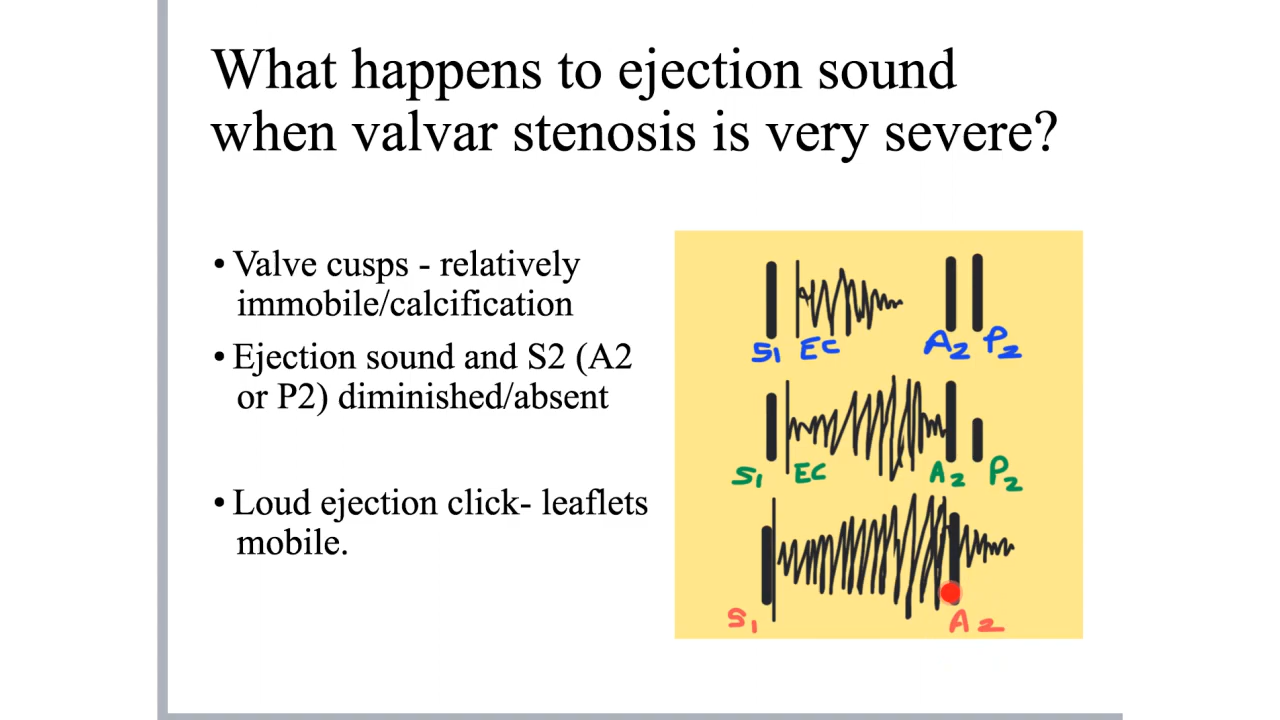 What happens to ejection sound
when valvar stenosis is very severe?
• Valve cusps - relatively
immobile/calcification
• Ejection sound and S2 (A2
or P2) diminished/absent
• Loud ejection click- leaflets
mobile.
S1 EC A2 P2
S1 EC A2 P2
S1 A2